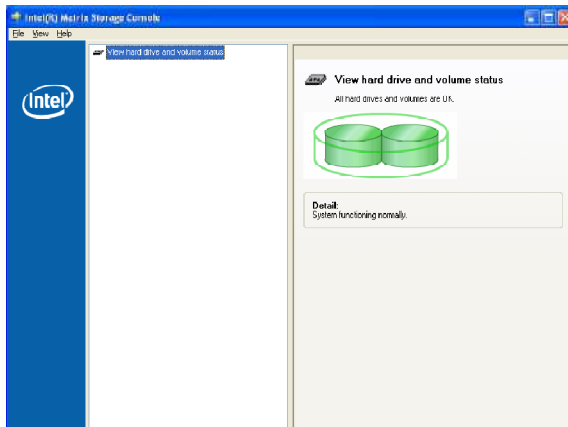 Intel(R) Matrix Storage Console
File View Help
View hard drive and volume status
(intel)
View hard drive and volume status
All hard drives and volumes are OK.
Detail:
System functioning normally.